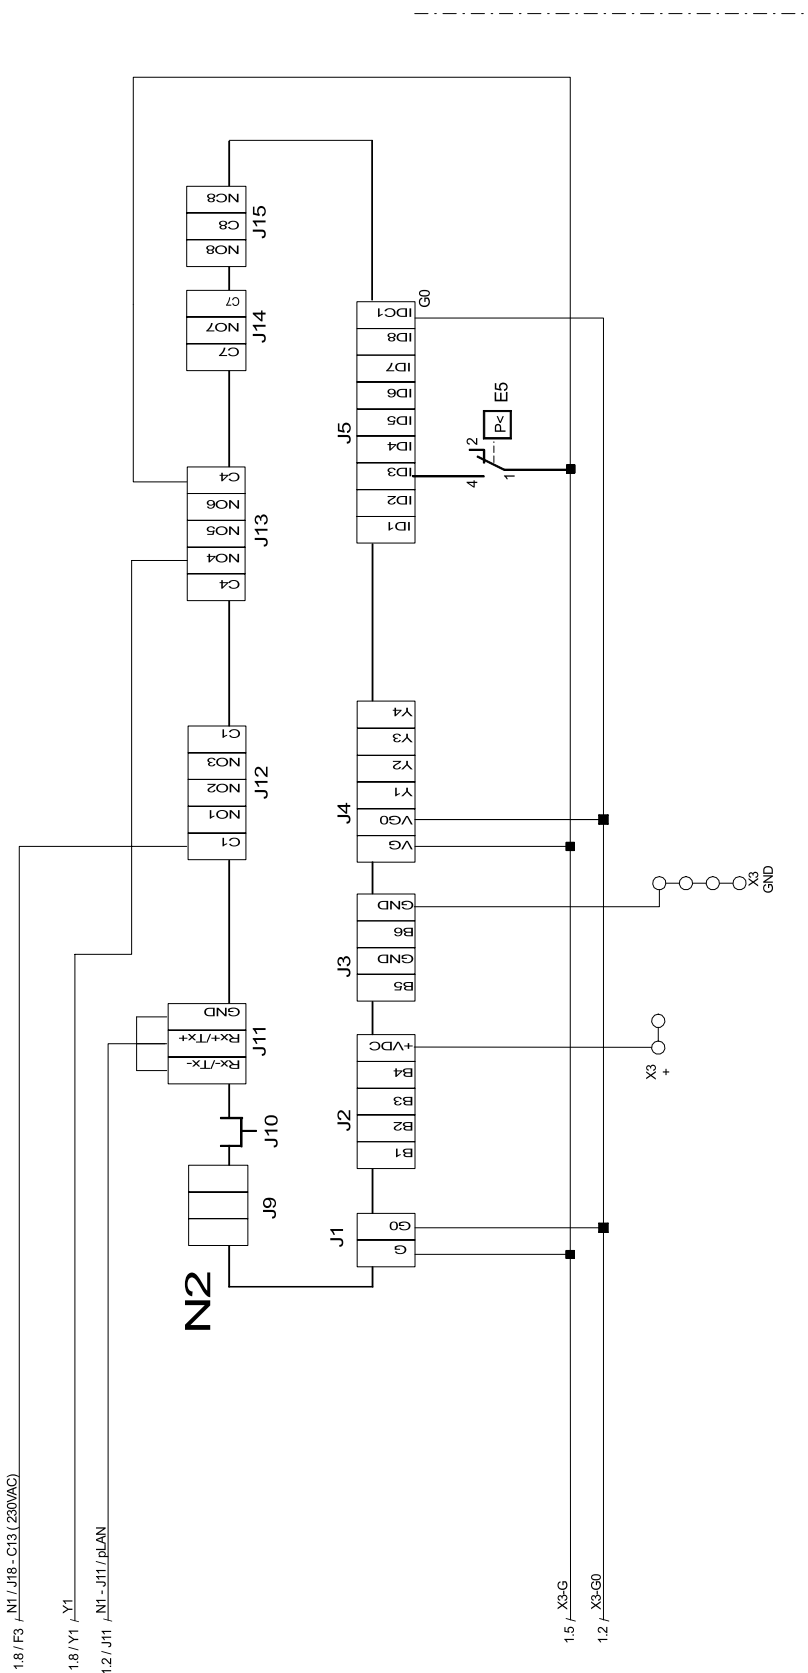 NC8
C8
NO8
J15
C7
NO7
C7
J14
C4
NO6
NO5
NO4
C4
J13
C1
NO3
NO2
NO1
C1
J12
GND
Rx+/Tx+
Rx-/Tx-
J11
J10
J9
N2
G0
IDC1
ID8
ID7
ID6
ID5
ID4
ID3
ID2
ID1
J5
P<
E5
2
4
1
Y4
Y3
Y2
Y1
VG0
VG
J4
GND
B6
GND
B5
J3
X3
GND
+VDC
B4
B3
B2
B1
J2
X3
+
G0
G
J1
1.8 / F3 / N1 / J18 - C13 ( 230VAC)
1.8 / Y1 / Y1
1.2 / J11 / N1 - J11 / pLAN
1.5 / X3-G
1.2 / X3-G0